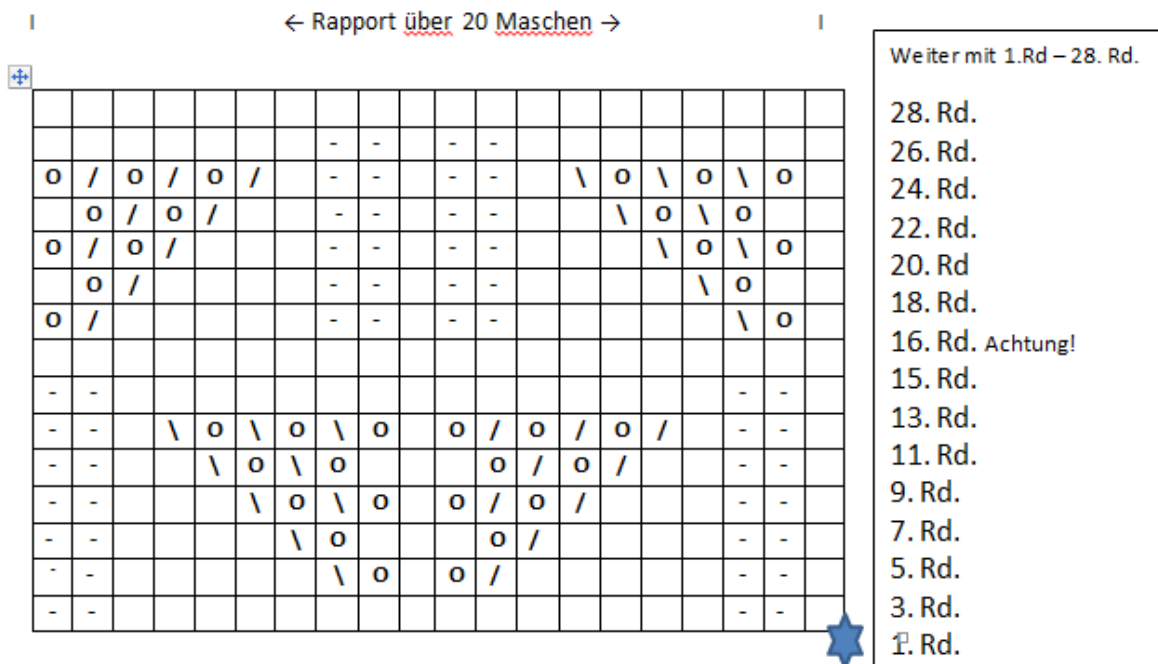 ← Rapport über 20 Maschen →
- - - -
O / O / O / - - - - \ O \ O \ O
O / O / - - - - \ O \ O
O / O / - - - - \ O \ O
O / - - - - \ O
O / - - - - \ O
- - - -
- - \ O \ O \ O O / O / O / - -
- - \ O \ O O / O / - -
- - \ O \ O O / O / - -
- - \ O O / - -
- - \ O O / - -
- - - -
Weiter mit 1.Rd – 28. Rd.
28. Rd.
26. Rd.
24. Rd.
22. Rd.
20. Rd
18. Rd.
16. Rd. Achtung!
15. Rd.
13. Rd.
11. Rd.
9. Rd.
7. Rd.
5. Rd.
3. Rd.
1. Rd.